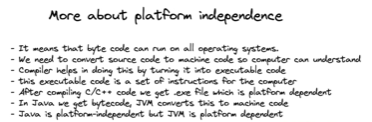 More about platform independence
- It means that byte code can run on all operating systems.
- We need to convert source code to machine code so computer can understand
- Compiler helps in doing this by turning it into executable code
- this executable code is a set of instructions for the computer
- After compiling C/C++ code we get .exe file which is platform dependent
- In Java we get bytecode, JVM converts this to machine code
- Java is platform-independent but JVM is platform dependent